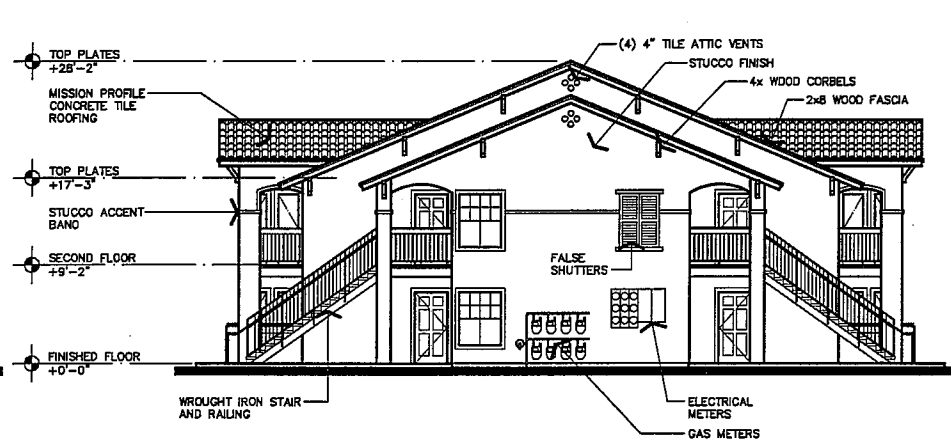 (4) 4" TILE ATTIC VENTS
TOP PLATES
+28'-2"
STUCCO FINISH
4x WOOD CORBELS
MISSION PROFILE
CONCRETE TILE
ROOFING
2x8 WOOD FASCIA
TOP PLATES
+17'-3"
STUCCO ACCENT
BAND
SECOND FLOOR
+9'-2"
FALSE
SHUTTERS
FINISHED FLOOR
+0'-0"
WROUGHT IRON STAIR
AND RAILING
ELECTRICAL
METERS
GAS METERS